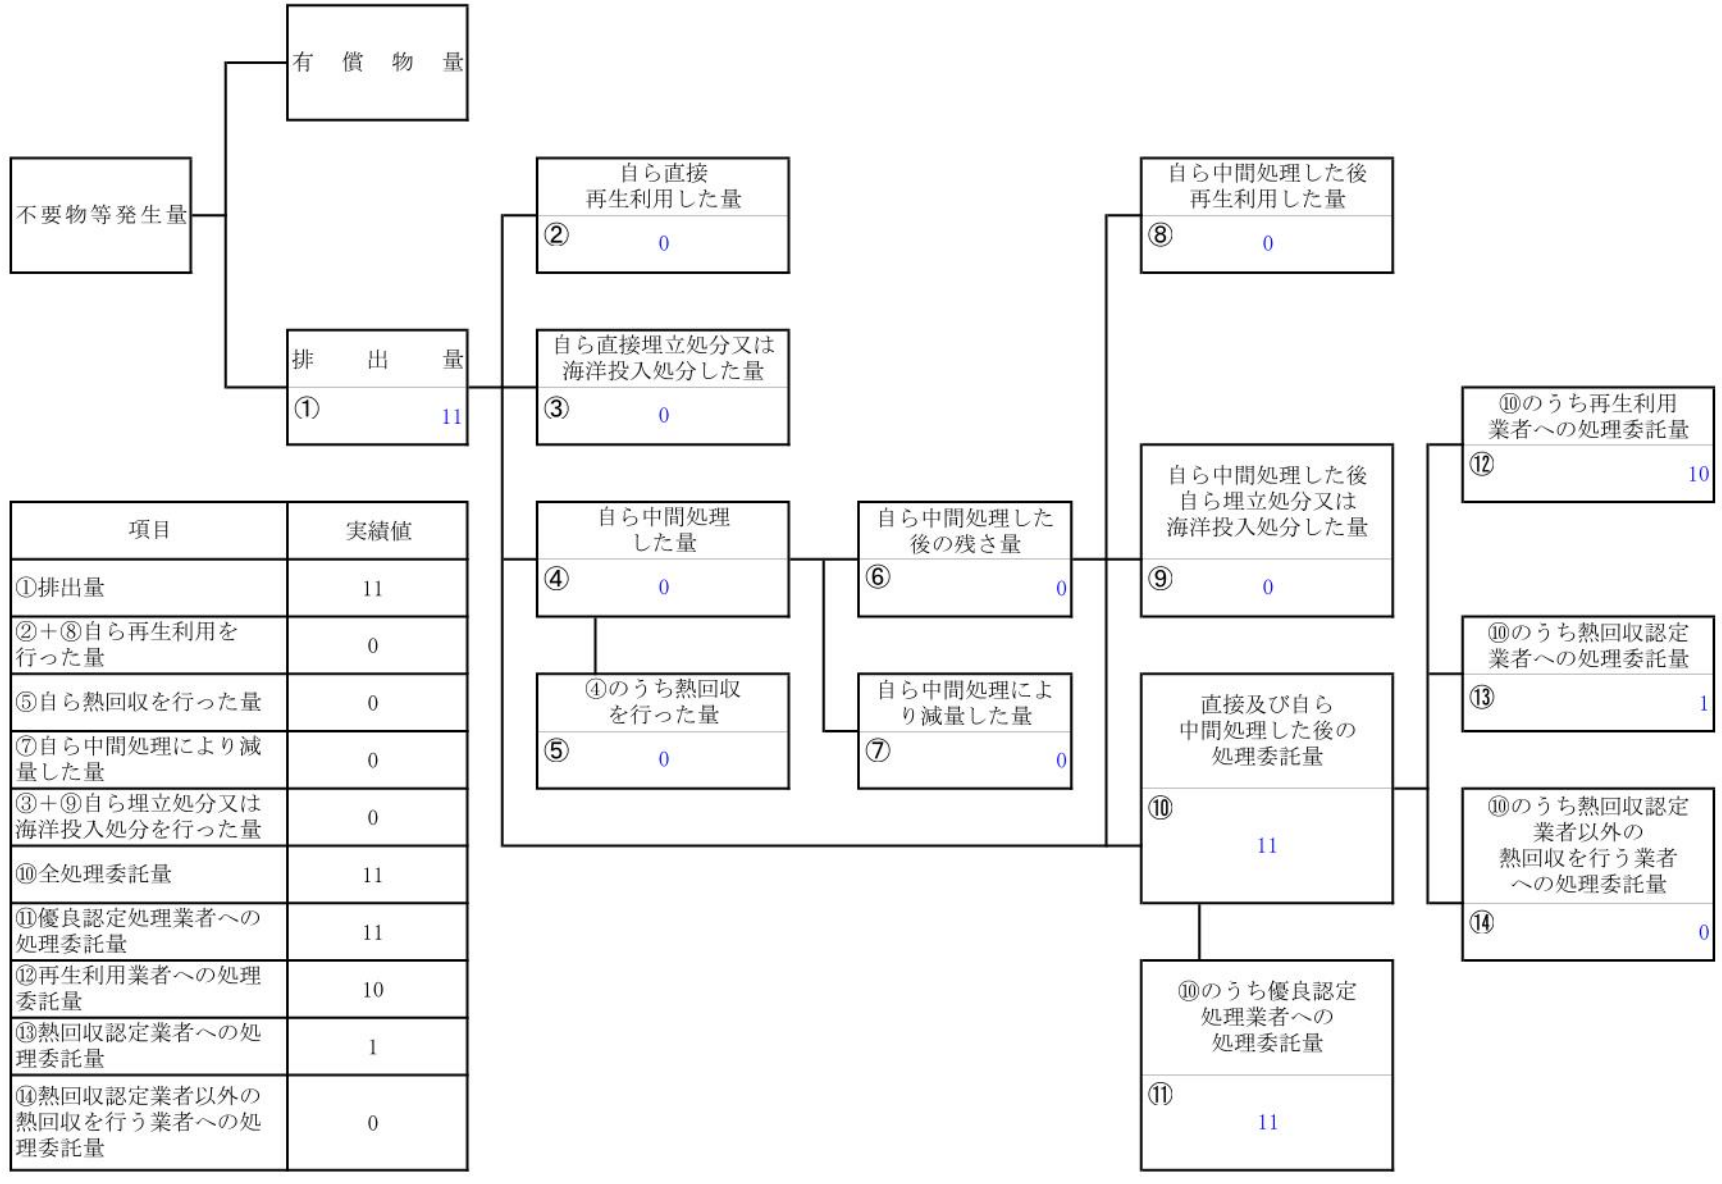 有償物量
不要物等発生量
排出量
①
11
自ら直接
再生利用した量
②
0
自ら直接埋立処分又は
海洋投入処分した量
③
0
自ら中間処理
した量
④
0
④のうち熱回収
を行った量
⑤
0
自ら中間処理した
後の残さ量
⑥
0
自ら中間処理によ
り減量した量
⑦
0
自ら中間処理した後
再生利用した量
⑧
0
自ら中間処理した後
自ら埋立処分又は
海洋投入処分した量
⑨
0
直接及び自ら
中間処理した後の
処理委託量
⑩
11
⑩のうち優良認定
処理業者への
処理委託量
⑪
11
⑩のうち再生利用
業者への処理委託量
⑫
10
⑩のうち熱回収認定
業者への処理委託量
⑬
1
⑩のうち熱回収認定
業者以外の
熱回収を行う業者
への処理委託量
⑭
0
項目 実績値
①排出量 11
②+⑧自ら再生利用を
行った量 0
⑤自ら熱回収を行った量 0
⑦自ら中間処理により減
量した量 0
③+⑨自ら埋立処分又は
海洋投入処分を行った量 0
⑩全処理委託量 11
⑪優良認定処理業者への
処理委託量 11
⑫再生利用業者への処理
委託量 10
⑬熱回収認定業者への処
理委託量 1
⑭熱回収認定業者以外の
熱回収を行う業者への処
理委託量 0